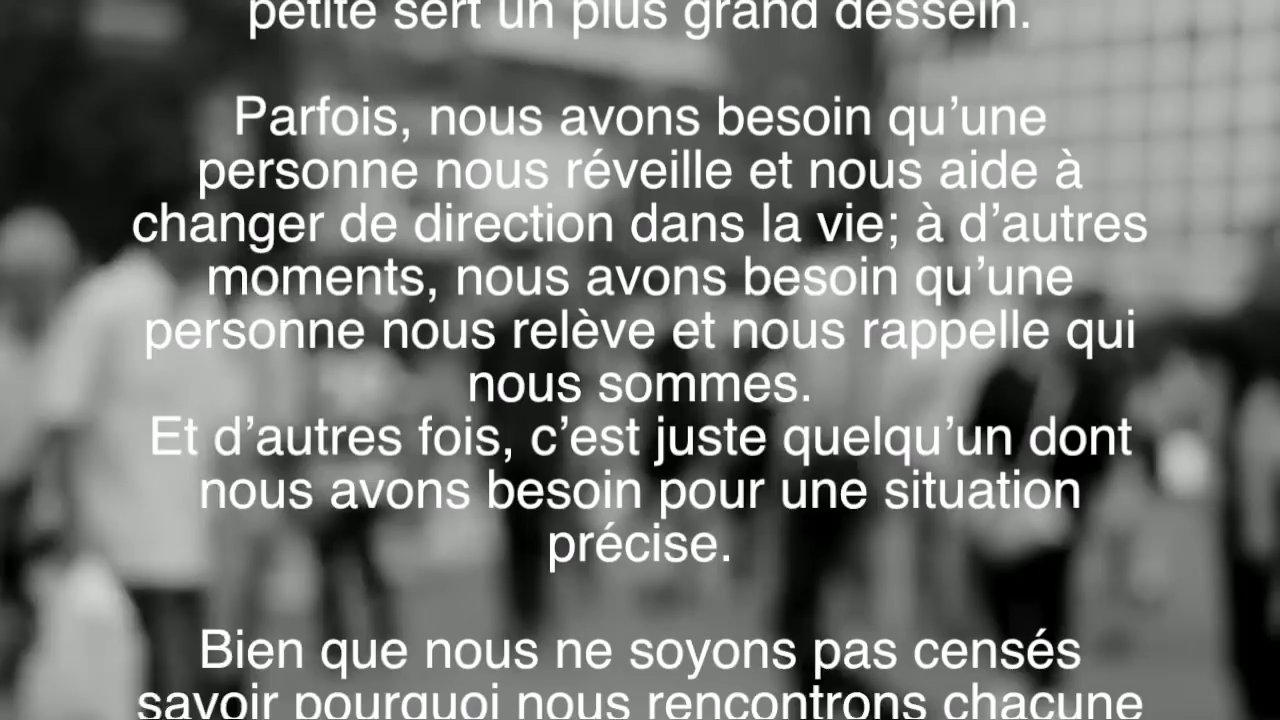 petite sert un plus grand dessein.
Parfois, nous avons besoin qu’une
personne nous réveille et nous aide à
changer de direction dans la vie; à d’autres
moments, nous avons besoin qu’une
personne nous relève et nous rappelle qui
nous sommes.
Et d’autres fois, c’est juste quelqu’un dont
nous avons besoin pour une situation
précise.
Bien que nous ne soyons pas censés
savoir pourquoi nous rencontrons chacune